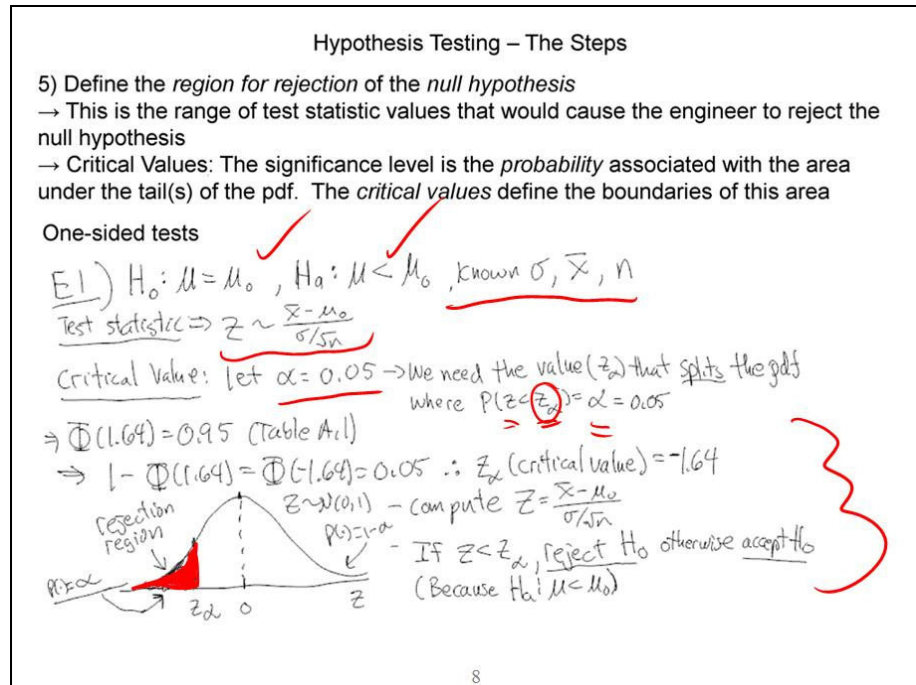 Hypothesis Testing – The Steps
5) Define the region for rejection of the null hypothesis
→ This is the range of test statistic values that would cause the engineer to reject the
null hypothesis
→ Critical Values: The significance level is the probability associated with the area
under the tail(s) of the pdf. The critical values define the boundaries of this area
One-sided tests
E1) H₀: μ = μ₀, Hₐ: μ < μ₀, known σ, x̄, n
Test statistic ⇒ Z ~ (x̄ - μ₀)/(σ/√n)
Critical Value: let α = 0.05 → We need the value (z_α) that splits the pdf
where P(z < z_α) = α = 0.05
⇒ Φ(1.64) = 0.95 (Table A.1)
⇒ 1 - Φ(1.64) = Φ(-1.64) = 0.05 ∴ z_α (critical value) = -1.64
Z~N(0,1) - compute Z = (x̄ - μ₀)/(σ/√n)
rejection
region
P(·) = 1-α
- If z < z_α, reject H₀ otherwise accept H₀
(Because Hₐ: μ < μ₀)
P(·) = α
z_α 0 Z
8